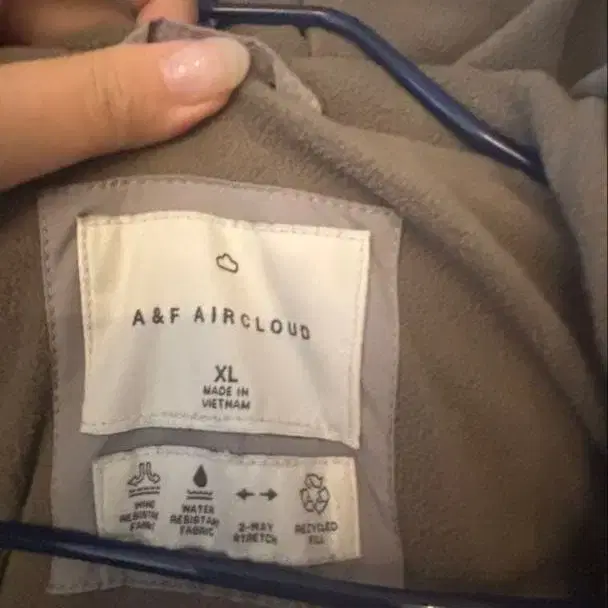 A&F AIRCLOUD
XL
MADE IN
VIETNAM
WIND
RESISTANT
FABRIC
WATER
RESISTANT
FABRIC
2-WAY
STRETCH
RECYCLED
FILL